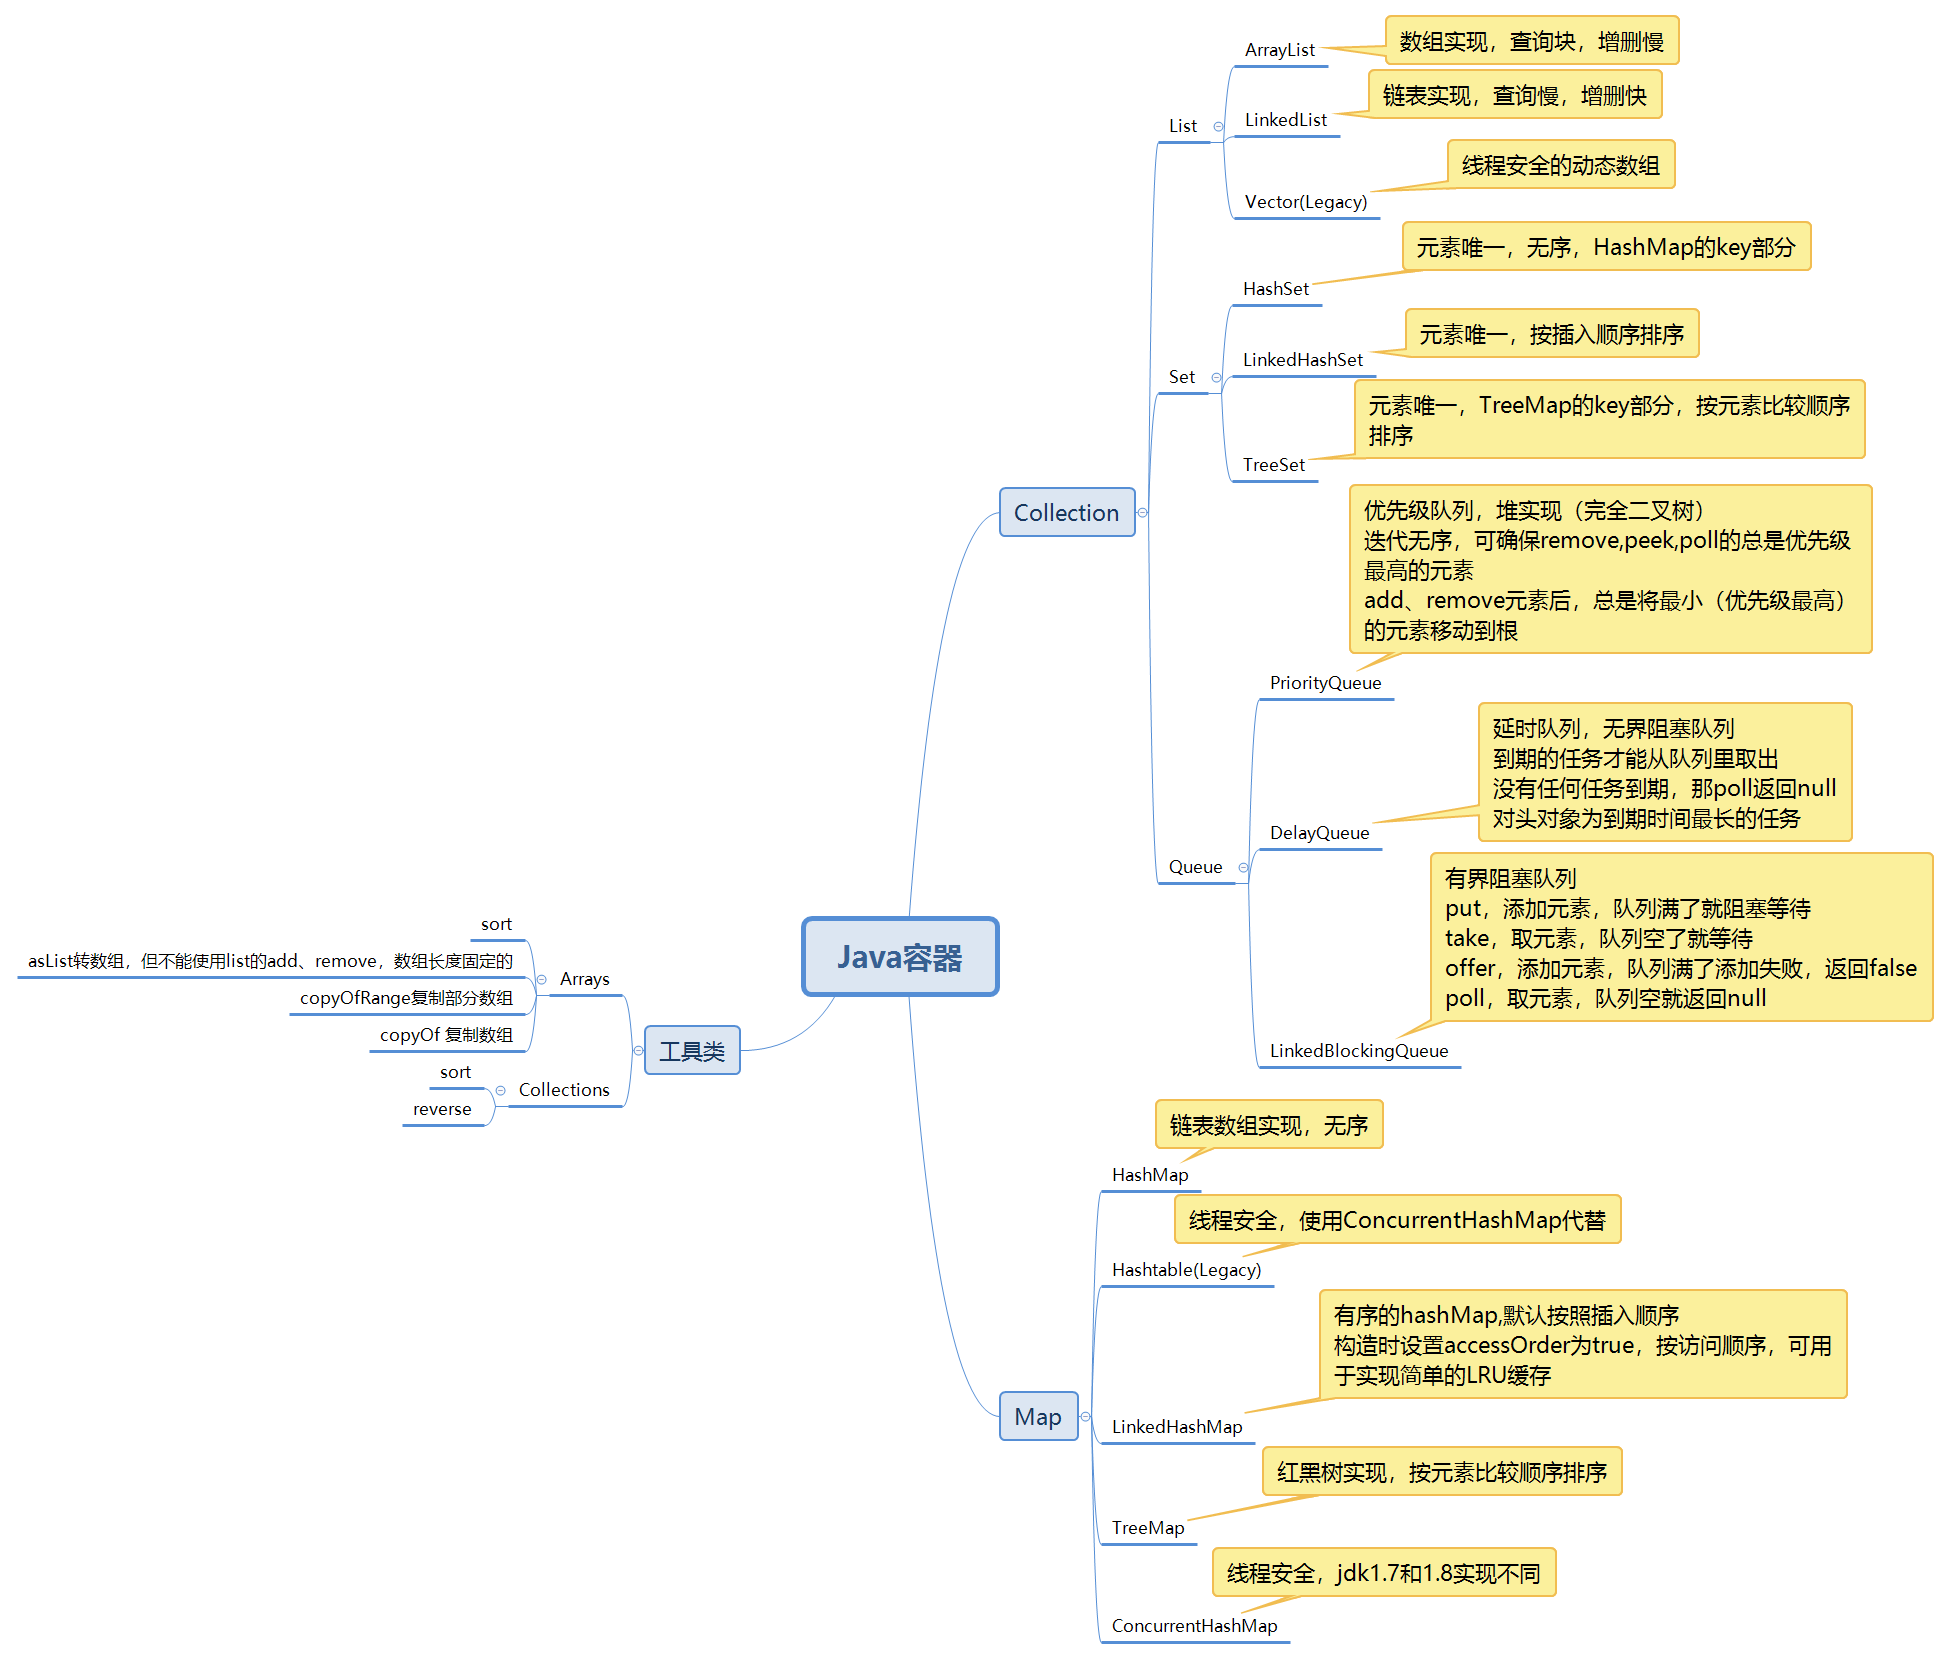 Java容器
Collection
List
ArrayList
数组实现，查询块，增删慢
LinkedList
链表实现，查询慢，增删快
Vector(Legacy)
线程安全的动态数组
Set
HashSet
元素唯一，无序，HashMap的key部分
LinkedHashSet
元素唯一，按插入顺序排序
TreeSet
元素唯一，TreeMap的key部分，按元素比较顺序
排序
Queue
PriorityQueue
优先级队列，堆实现（完全二叉树）
迭代无序，可确保remove,peek,poll的总是优先级
最高的元素
add、remove元素后，总是将最小（优先级最高）
的元素移动到根
DelayQueue
延时队列，无界阻塞队列
到期的任务才能从队列里取出
没有任何任务到期，那poll返回null
对头对象为到期时间最长的任务
LinkedBlockingQueue
有界阻塞队列
put，添加元素，队列满了就阻塞等待
take，取元素，队列空了就等待
offer，添加元素，队列满了添加失败，返回false
poll，取元素，队列空就返回null
Map
HashMap
链表数组实现，无序
Hashtable(Legacy)
线程安全，使用ConcurrentHashMap代替
LinkedHashMap
有序的hashMap,默认按照插入顺序
构造时设置accessOrder为true，按访问顺序，可用
于实现简单的LRU缓存
TreeMap
红黑树实现，按元素比较顺序排序
ConcurrentHashMap
线程安全，jdk1.7和1.8实现不同
工具类
Arrays
sort
asList转数组，但不能使用list的add、remove，数组长度固定的
copyOfRange复制部分数组
copyOf 复制数组
Collections
sort
reverse